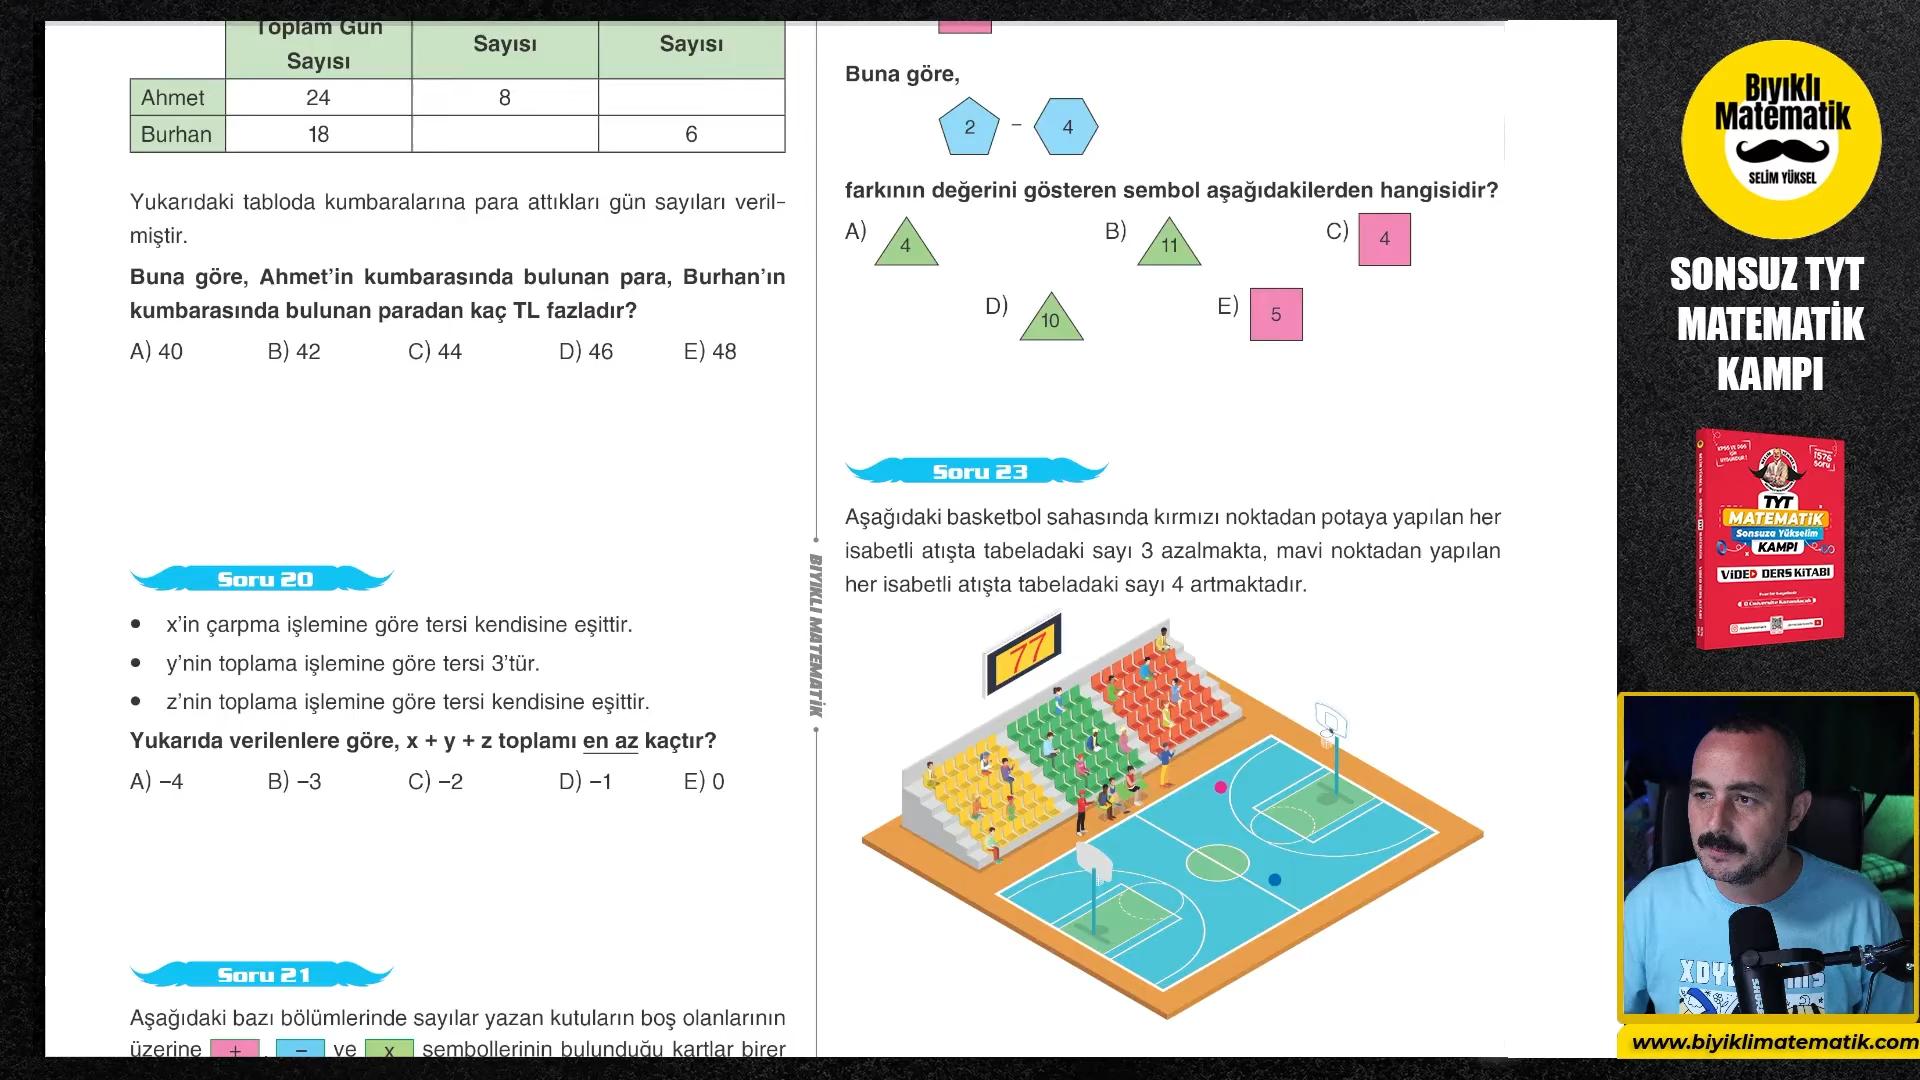 Toplam Gün
Sayısı
Sayısı
Sayısı
Ahmet 24 8
Burhan 18 6
Yukarıdaki tabloda kumbaralarına para attıkları gün sayıları veril-
miştir.
Buna göre, Ahmet’in kumbarasında bulunan para, Burhan’ın
kumbarasında bulunan paradan kaç TL fazladır?
A) 40 B) 42 C) 44 D) 46 E) 48
Soru 20
• x’in çarpma işlemine göre tersi kendisine eşittir.
• y’nin toplama işlemine göre tersi 3’tür.
• z’nin toplama işlemine göre tersi kendisine eşittir.
Yukarıda verilenlere göre, x + y + z toplamı en az kaçtır?
A) –4 B) –3 C) –2 D) –1 E) 0
Soru 21
Aşağıdaki bazı bölümlerinde sayılar yazan kutuların boş olanlarının
üzerine + , – ve x sembollerinin bulunduğu kartlar birer
BIYIKLI MATEMATİK
Buna göre,
2 – 4
farkının değerini gösteren sembol aşağıdakilerden hangisidir?
A) 4 B) 11 C) 4
D) 10 E) 5
Soru 23
Aşağıdaki basketbol sahasında kırmızı noktadan potaya yapılan her
isabetli atışta tabeladaki sayı 3 azalmakta, mavi noktadan yapılan
her isabetli atışta tabeladaki sayı 4 artmaktadır.
77
Bıyıklı
Matematik
SELİM YÜKSEL
SONSUZ TYT
MATEMATİK
KAMPI
1576
soru
TYT
MATEMATİK
Sonsuza Yükselim
KAMPI
VİDEO DERS KİTABI
www.biyiklimatematik.com